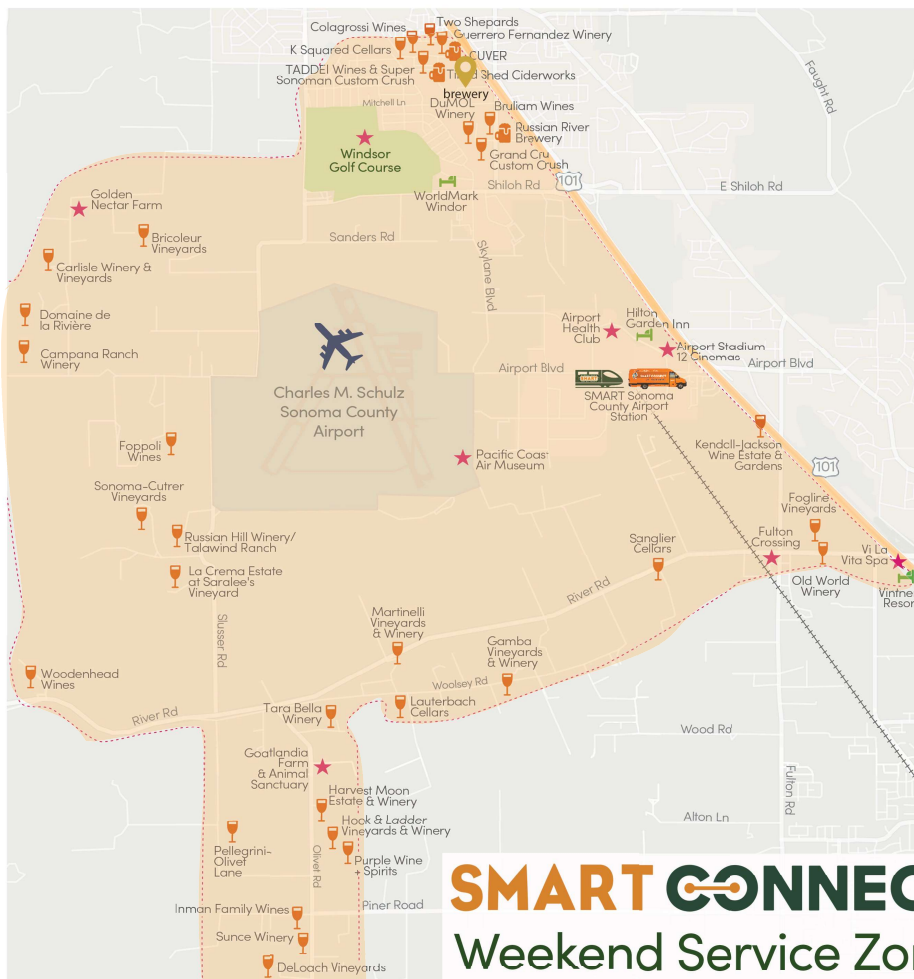 Colagrossi Wines
Two Shepards
Guerrero Fernandez Winery
K Squared Cellars
CUVER
TADDEI Wines & Super
Sonoman Custom Crush
Shed Ciderworks
brewery
Mitchell Ln
DuMOL
Winery
Bruliam Wines
Russian River
Brewery
Grand Cru
Custom Crush
Windsor
Golf Course
101
Shiloh Rd
E Shiloh Rd
Faught Rd
WorldMark
Windor
Golden
Nectar Farm
Bricoleur
Vineyards
Sanders Rd
Skylane Blvd
Carlisle Winery &
Vineyards
Domaine de
la Rivière
Campana Ranch
Winery
Airport
Health
Club
Hilton
Garden Inn
Airport Stadium
12 Cinemas
Airport Blvd
Airport Blvd
SMART Sonoma
County Airport
Station
Charles M. Schulz
Sonoma County
Airport
Kendall-Jackson
Wine Estate &
Gardens
101
Foppoli
Wines
Pacific Coast
Air Museum
Sonoma-Cutrer
Vineyards
Fogline
Vineyards
Russian Hill Winery/
Talawind Ranch
Sanglier
Cellars
Fulton
Crossing
Vi La
Vita Spa
La Crema Estate
at Saralee's
Vineyard
River Rd
Old World
Winery
Vintne
Resor
Slusser Rd
Martinelli
Vineyards
& Winery
Gamba
Vineyards
& Winery
Woodenhead
Wines
Woolsey Rd
River Rd
Tara Bella
Winery
Lauterbach
Cellars
Wood Rd
Goatlandia
Farm
& Animal
Sanctuary
Fulton Rd
Harvest Moon
Estate & Winery
Hook & Ladder
Vineyards & Winery
Alton Ln
Pellegrini-
Olivet
Lane
Olivet Rd
Purple Wine
+ Spirits
Inman Family Wines
Piner Road
SMART CONNEC
Sunce Winery
Weekend Service Zo
DeLoach Vineyards